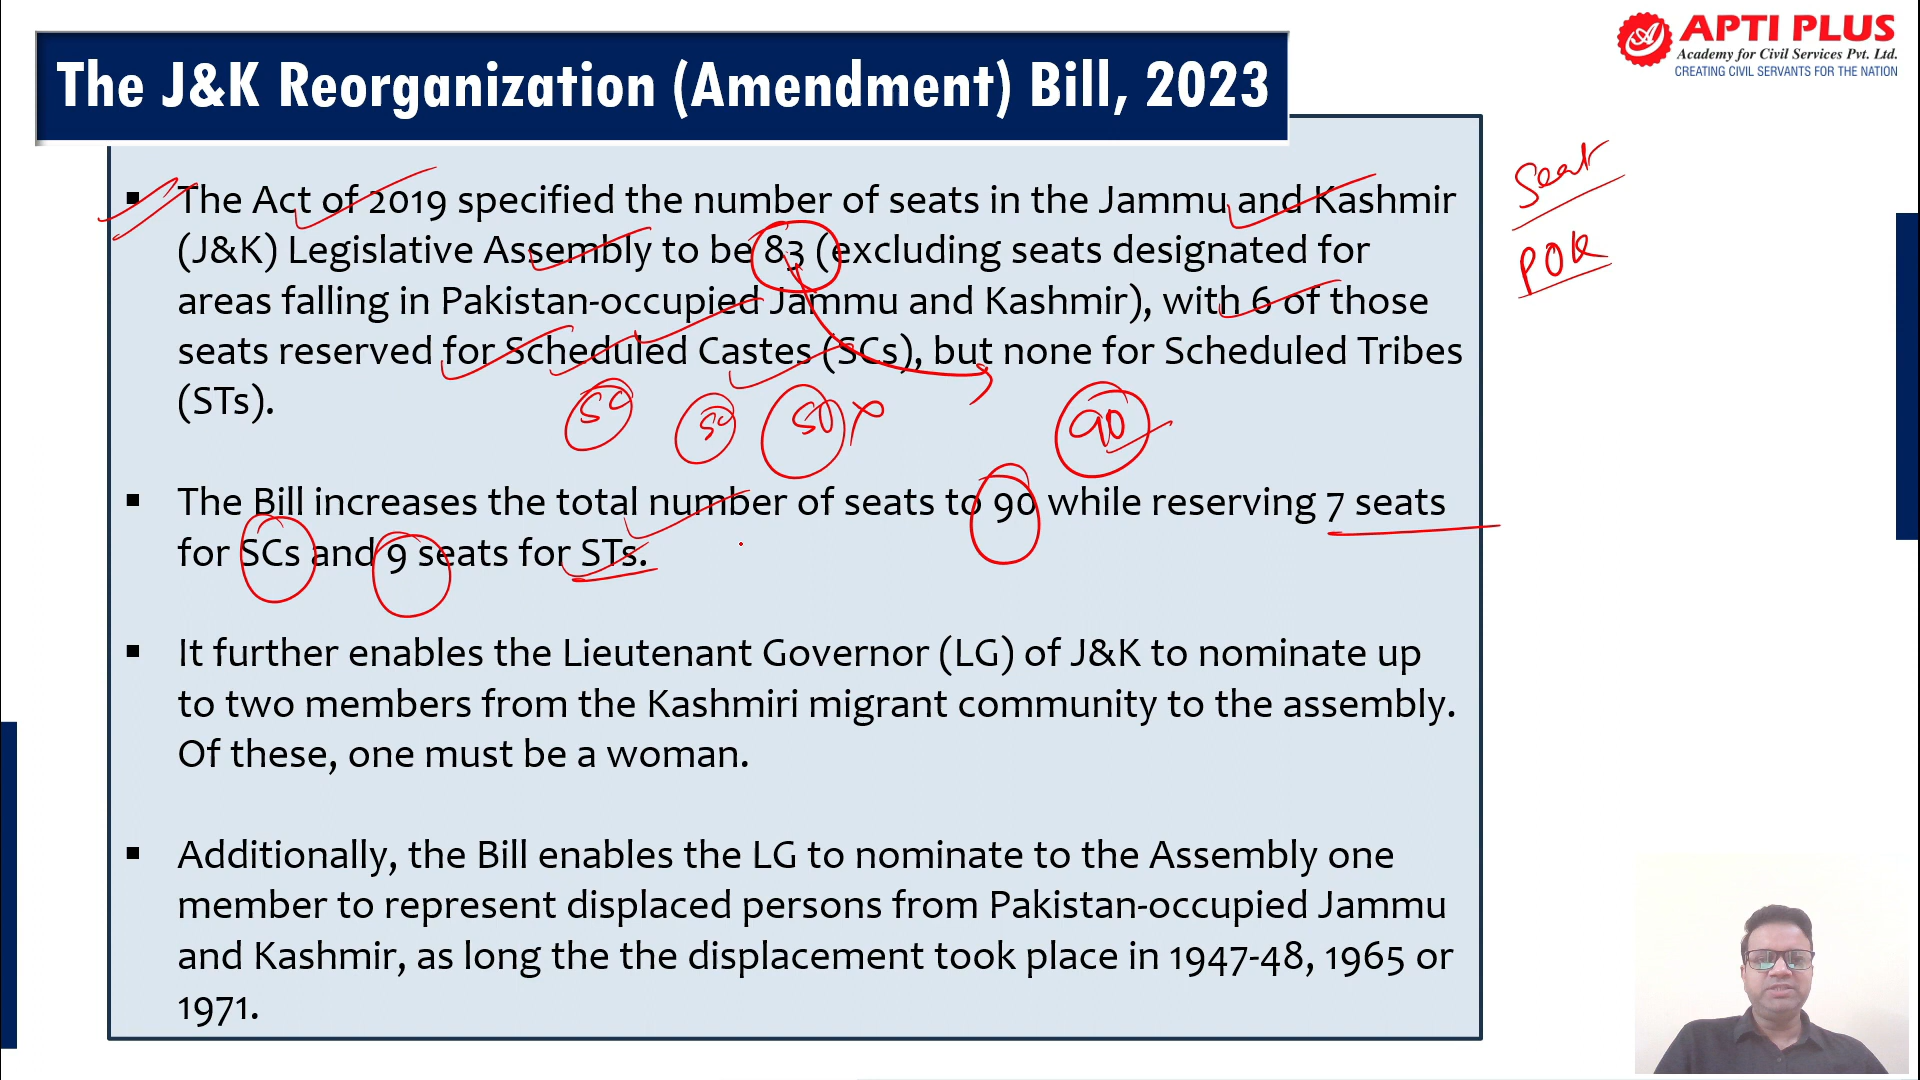 APTI PLUS
Academy for Civil Services Pvt. Ltd.
CREATING CIVIL SERVANTS FOR THE NATION
The J&K Reorganization (Amendment) Bill, 2023
▪ The Act of 2019 specified the number of seats in the Jammu and Kashmir
(J&K) Legislative Assembly to be 83 (excluding seats designated for
areas falling in Pakistan-occupied Jammu and Kashmir), with 6 of those
seats reserved for Scheduled Castes (SCs), but none for Scheduled Tribes
(STs).
Seat
POK
90
▪ The Bill increases the total number of seats to 90 while reserving 7 seats
for SCs and 9 seats for STs.
▪ It further enables the Lieutenant Governor (LG) of J&K to nominate up
to two members from the Kashmiri migrant community to the assembly.
Of these, one must be a woman.
▪ Additionally, the Bill enables the LG to nominate to the Assembly one
member to represent displaced persons from Pakistan-occupied Jammu
and Kashmir, as long the the displacement took place in 1947-48, 1965 or
1971.